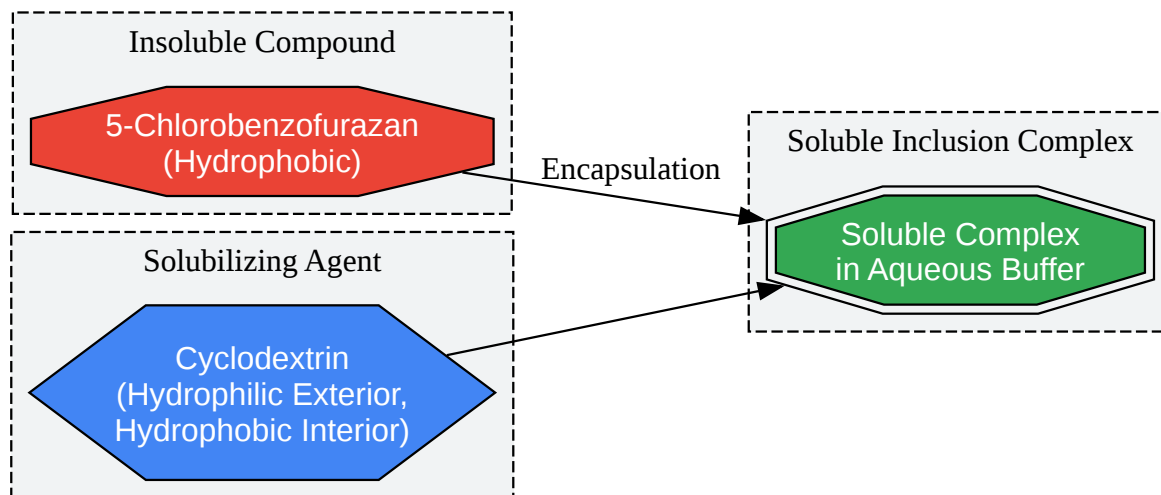 Insoluble Compound
5-Chlorobenzofurazan
(Hydrophobic)
Encapsulation
Soluble Inclusion Complex
Soluble Complex
in Aqueous Buffer
Solubilizing Agent
Cyclodextrin
(Hydrophilic Exterior,
Hydrophobic Interior)